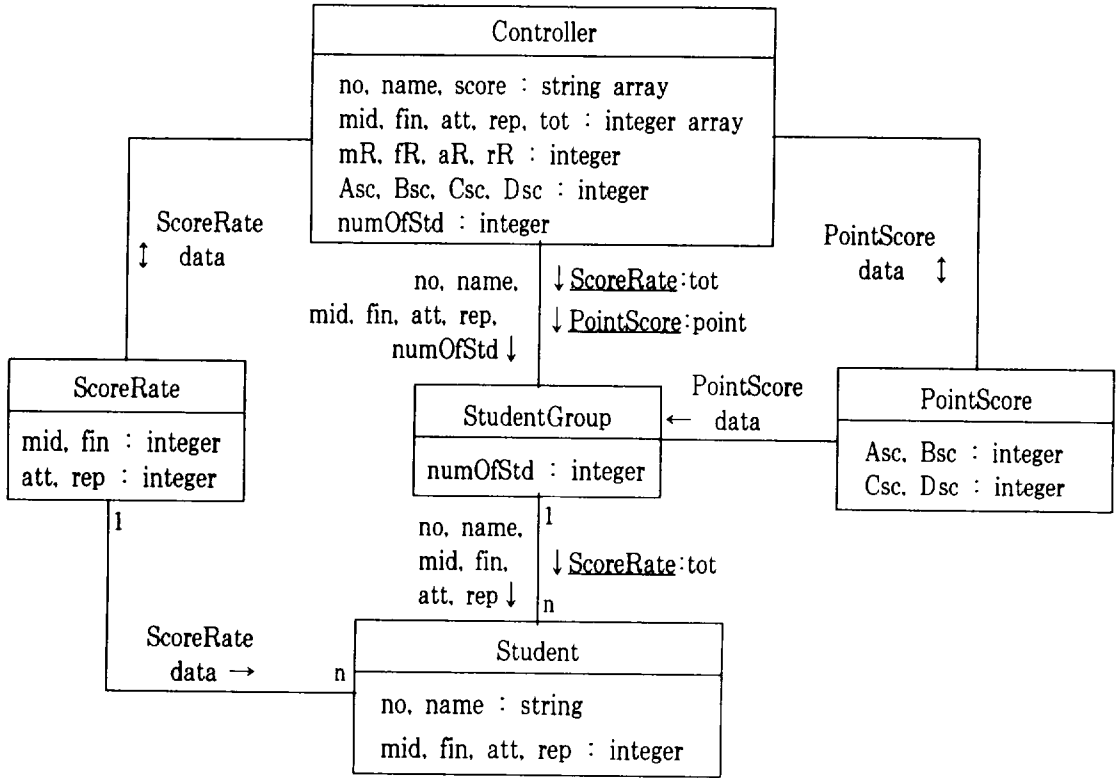 Controller
no, name, score : string array
mid, fin, att, rep, tot : integer array
mR, fR, aR, rR : integer
Asc, Bsc, Csc, Dsc : integer
numOfStd : integer
ScoreRate
↕ data
PointScore
data ↕
no, name,
mid, fin, att, rep,
numOfStd ↓
↓ ScoreRate:tot
↓ PointScore:point
ScoreRate
mid, fin : integer
att, rep : integer
StudentGroup
numOfStd : integer
PointScore
← data
PointScore
Asc, Bsc : integer
Csc, Dsc : integer
1
no, name,
mid, fin,
att, rep ↓
1
↓ ScoreRate:tot
n
ScoreRate
data →
n
Student
no, name : string
mid, fin, att, rep : integer